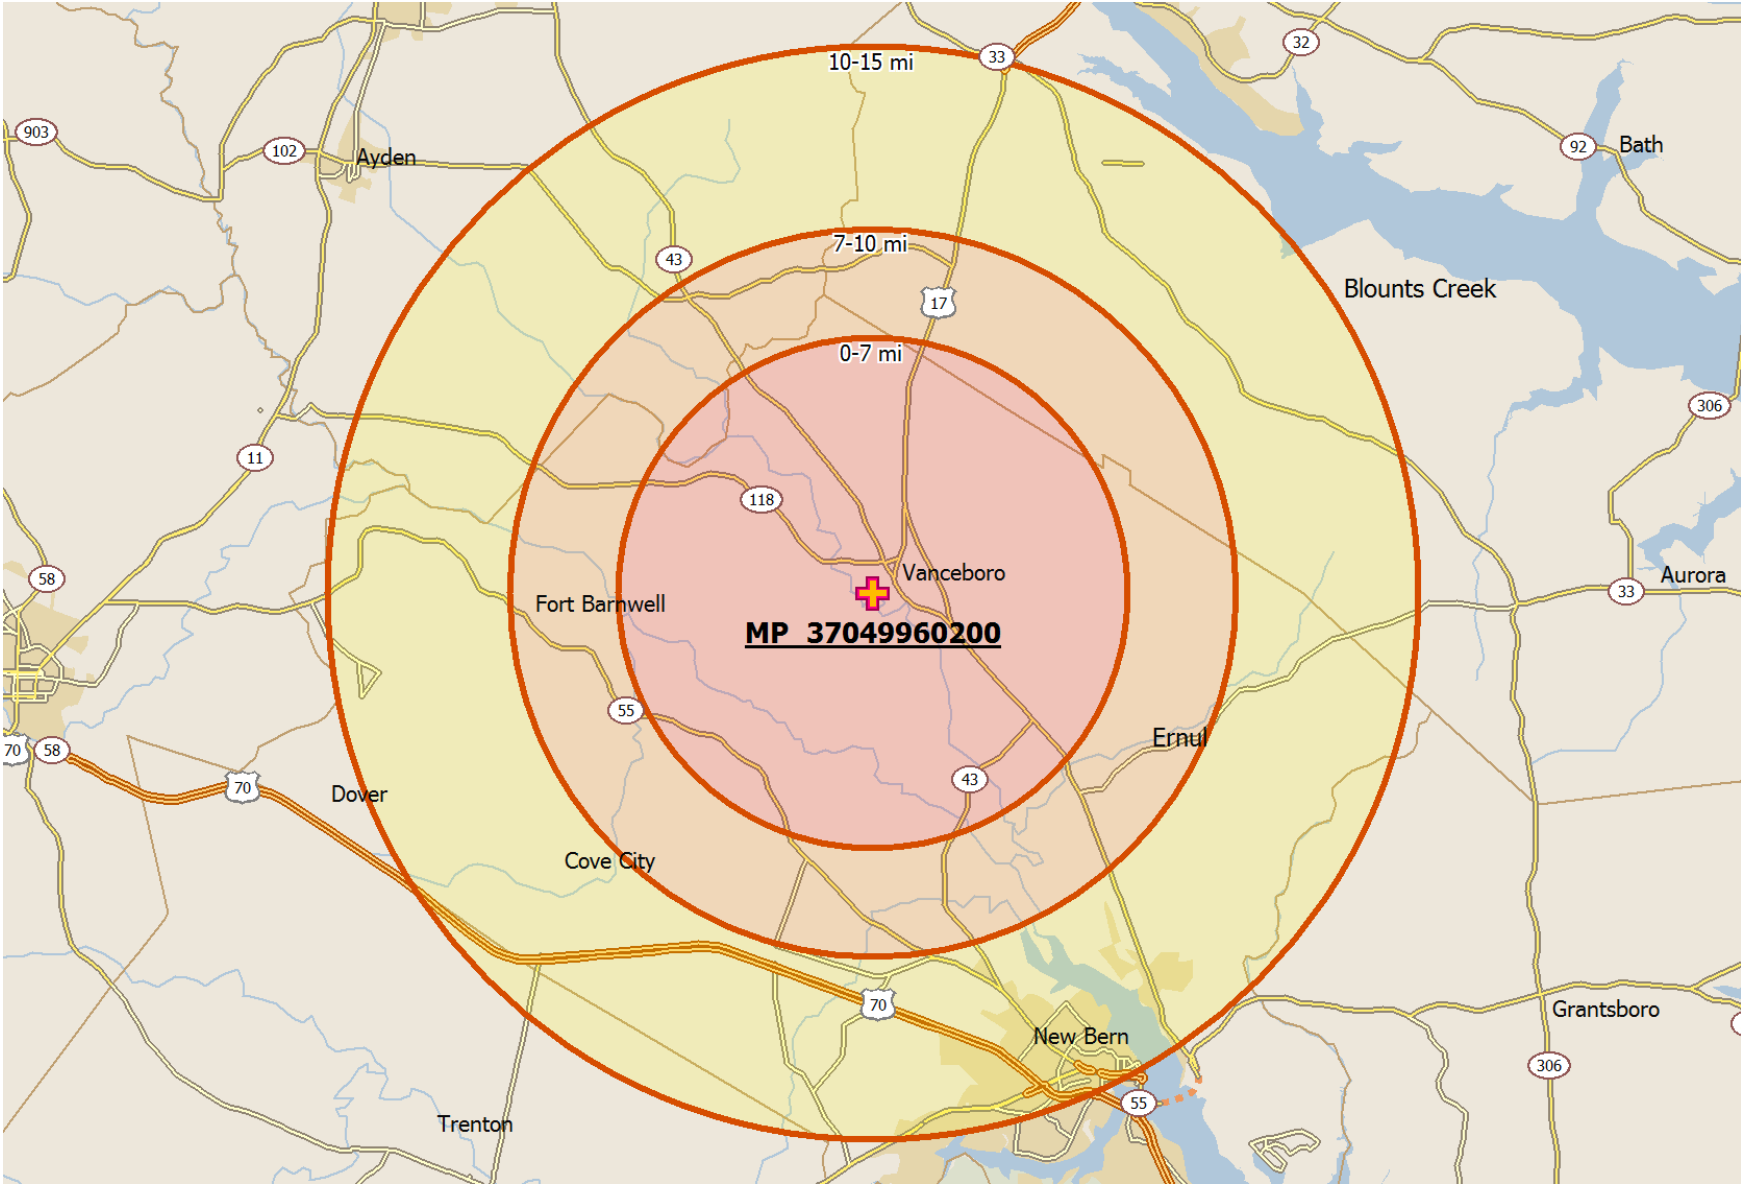 10-15 mi
33
32
903
102
Ayden
92
Bath
43
7-10 mi
17
Blounts Creek
0-7 mi
306
11
118
58
Vanceboro
Aurora
33
Fort Barnwell
MP 37049960200
55
Ernul
70
58
70
43
Dover
Cove City
70
Grantsboro
New Bern
306
55
Trenton